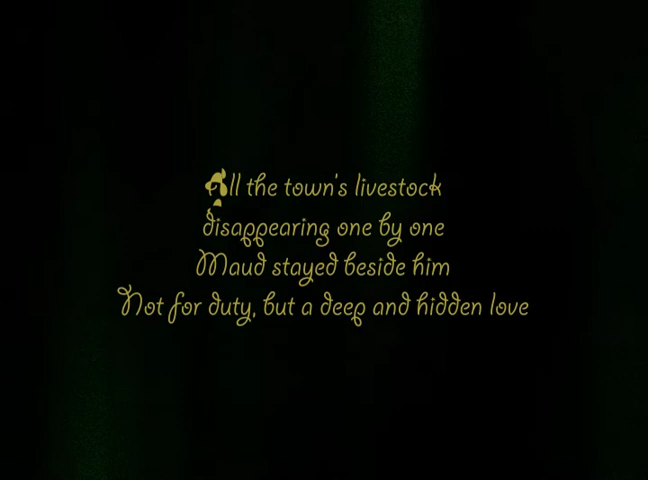 All the town's livestock
disappearing one by one
Maud stayed beside him
Not for duty, but a deep and hidden love